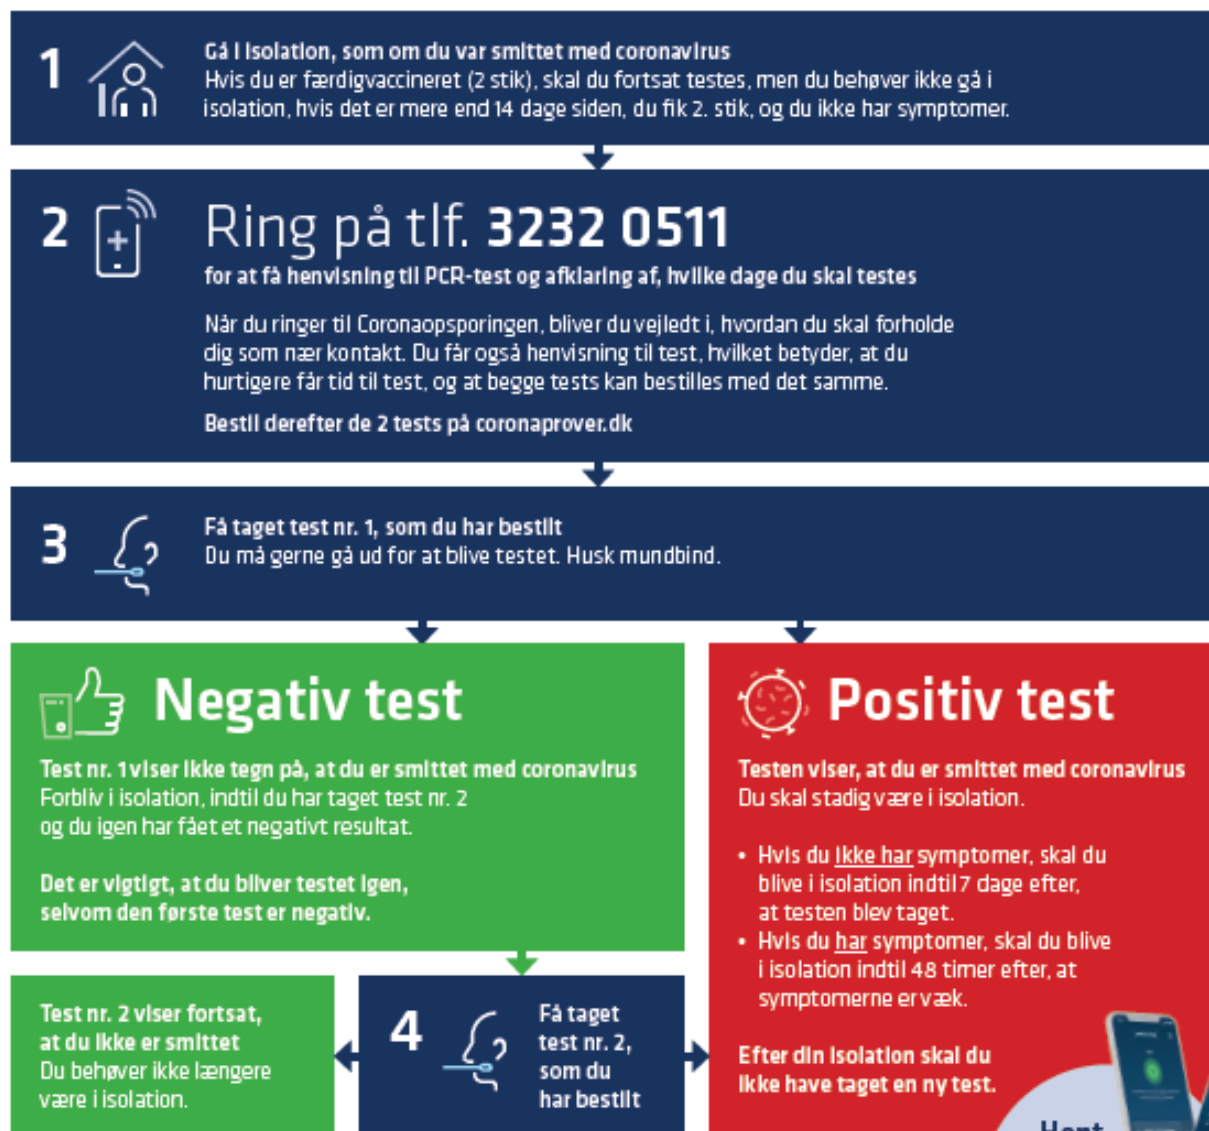 1
Gå i isolation, som om du var smittet med coronavirus
Hvis du er færdigvaccineret (2 stik), skal du fortsat testes, men du behøver ikke gå i
isolation, hvis det er mere end 14 dage siden, du fik 2. stik, og du ikke har symptomer.
2
Ring på tlf. 3232 0511
for at få henvisning til PCR-test og afklaring af, hvilke dage du skal testes
Når du ringer til Coronaopsporingen, bliver du vejledt i, hvordan du skal forholde
dig som nær kontakt. Du får også henvisning til test, hvilket betyder, at du
hurtigere får tid til test, og at begge tests kan bestilles med det samme.
Bestil derefter de 2 tests på coronaprover.dk
3
Få taget test nr. 1, som du har bestilt
Du må gerne gå ud for at blive testet. Husk mundbind.
Negativ test
Test nr. 1 viser ikke tegn på, at du er smittet med coronavirus
Forbliv i isolation, indtil du har taget test nr. 2
og du igen har fået et negativt resultat.
Det er vigtigt, at du bliver testet igen,
selvom den første test er negativ.
Positiv test
Testen viser, at du er smittet med coronavirus
Du skal stadig være i isolation.
• Hvis du ikke har symptomer, skal du
blive i isolation indtil 7 dage efter,
at testen blev taget.
• Hvis du har symptomer, skal du blive
i isolation indtil 48 timer efter, at
symptomerne er væk.
Efter din isolation skal du
ikke have taget en ny test.
Test nr. 2 viser fortsat,
at du ikke er smittet
Du behøver ikke længere
være i isolation.
4
Få taget
test nr. 2,
som du
har bestilt